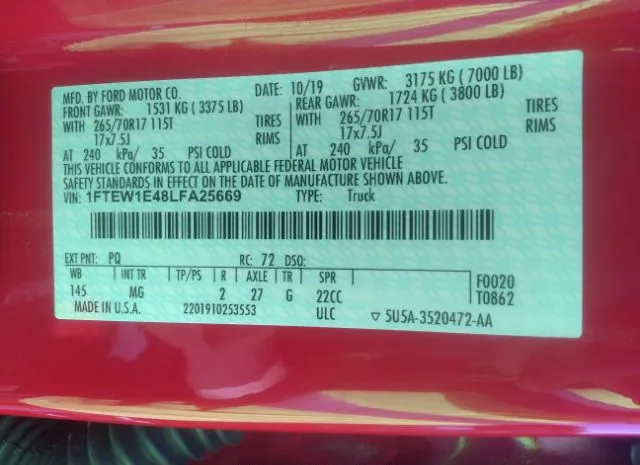 MFD. BY FORD MOTOR CO. DATE: 10/19 GVWR: 3175 KG ( 7000 LB)
FRONT GAWR: 1531 KG ( 3375 LB) REAR GAWR: 1724 KG ( 3800 LB)
WITH 265/70R17 115T TIRES WITH 265/70R17 115T TIRES
17x7.5J RIMS 17x7.5J RIMS
AT 240 kPa/ 35 PSI COLD AT 240 kPa/ 35 PSI COLD
THIS VEHICLE CONFORMS TO ALL APPLICABLE FEDERAL MOTOR VEHICLE
SAFETY STANDARDS IN EFFECT ON THE DATE OF MANUFACTURE SHOWN ABOVE.
VIN: 1FTEW1E48LFA25669 TYPE: Truck
EXT PNT: PQ RC: 72 DSO:
WB INT TR TP/PS R AXLE TR SPR F0020
145 MG 2 27 G 22CC T0862
MADE IN U.S.A. 2201910253553 ULC ▽ 5U5A-3520472-AA